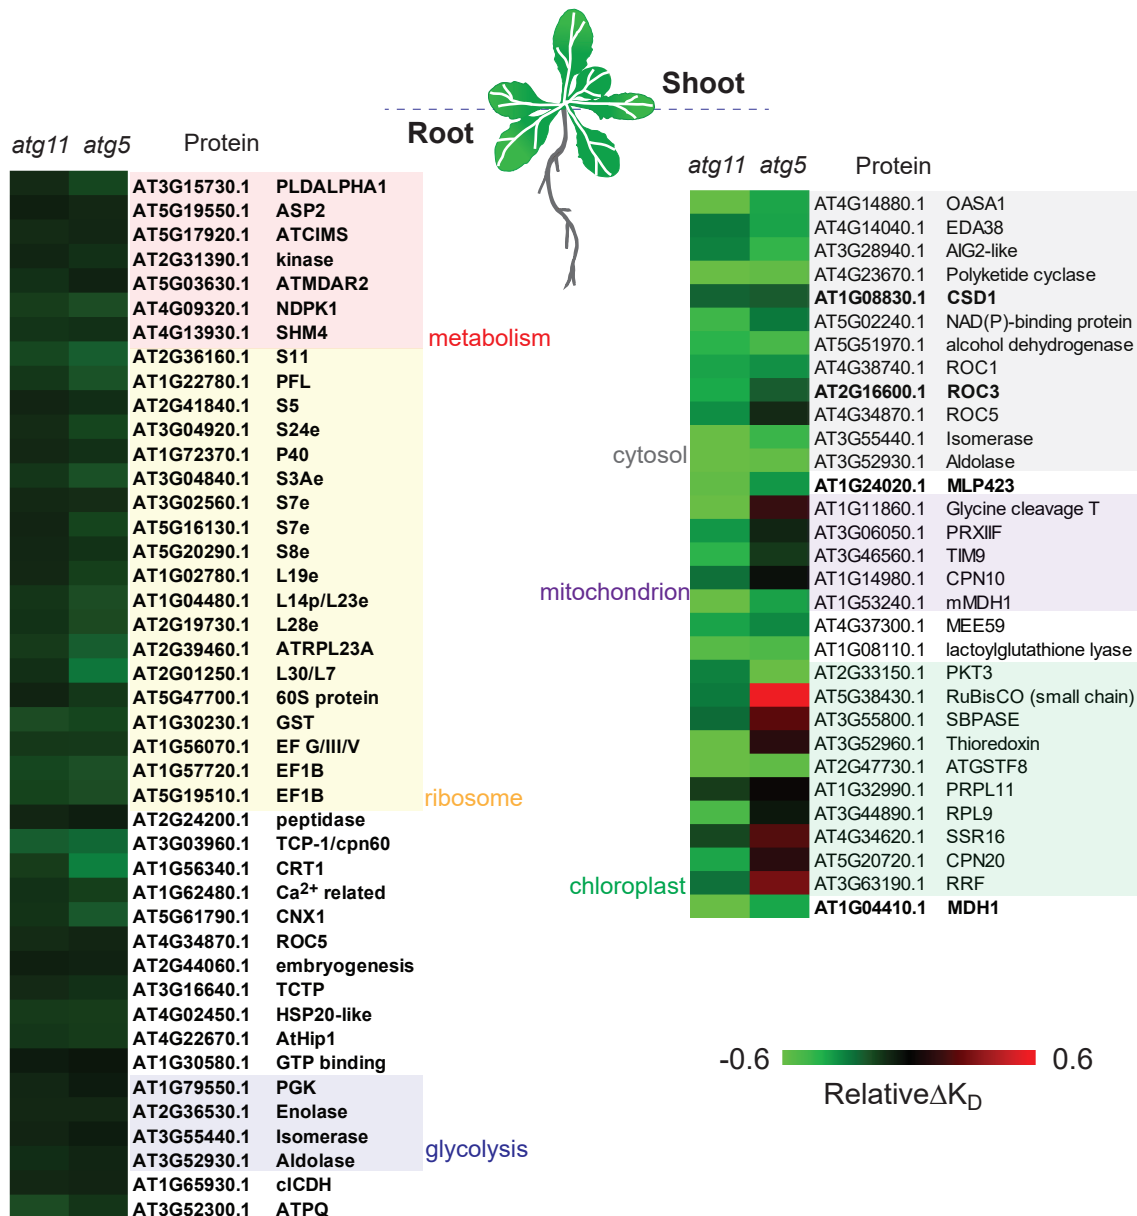 Shoot
Root
atg11 atg5 Protein
AT3G15730.1 PLDALPHA1
AT5G19550.1 ASP2
AT5G17920.1 ATCIMS
AT2G31390.1 kinase
AT5G03630.1 ATMDAR2
AT4G09320.1 NDPK1
AT4G13930.1 SHM4
metabolism
AT2G36160.1 S11
AT1G22780.1 PFL
AT2G41840.1 S5
AT3G04920.1 S24e
AT1G72370.1 P40
AT3G04840.1 S3Ae
AT3G02560.1 S7e
AT5G16130.1 S7e
AT5G20290.1 S8e
AT1G02780.1 L19e
AT1G04480.1 L14p/L23e
AT2G19730.1 L28e
AT2G39460.1 ATRPL23A
AT2G01250.1 L30/L7
AT5G47700.1 60S protein
AT1G30230.1 GST
AT1G56070.1 EF G/III/V
AT1G57720.1 EF1B
AT5G19510.1 EF1B
ribosome
AT2G24200.1 peptidase
AT3G03960.1 TCP-1/cpn60
AT1G56340.1 CRT1
AT1G62480.1 Ca2+ related
AT5G61790.1 CNX1
AT4G34870.1 ROC5
AT2G44060.1 embryogenesis
AT3G16640.1 TCTP
AT4G02450.1 HSP20-like
AT4G22670.1 AtHip1
AT1G30580.1 GTP binding
AT1G79550.1 PGK
AT2G36530.1 Enolase
AT3G55440.1 Isomerase
AT3G52930.1 Aldolase
glycolysis
AT1G65930.1 cICDH
AT3G52300.1 ATPQ
atg11 atg5 Protein
AT4G14880.1 OASA1
AT4G14040.1 EDA38
AT3G28940.1 AIG2-like
AT4G23670.1 Polyketide cyclase
AT1G08830.1 CSD1
AT5G02240.1 NAD(P)-binding protein
AT5G51970.1 alcohol dehydrogenase
AT4G38740.1 ROC1
AT2G16600.1 ROC3
AT4G34870.1 ROC5
AT3G55440.1 Isomerase
cytosol
AT3G52930.1 Aldolase
AT1G24020.1 MLP423
AT1G11860.1 Glycine cleavage T
AT3G06050.1 PRXIIF
AT3G46560.1 TIM9
AT1G14980.1 CPN10
mitochondrion
AT1G53240.1 mMDH1
AT4G37300.1 MEE59
AT1G08110.1 lactoylglutathione lyase
AT2G33150.1 PKT3
AT5G38430.1 RuBisCO (small chain)
AT3G55800.1 SBPASE
AT3G52960.1 Thioredoxin
AT2G47730.1 ATGSTF8
AT1G32990.1 PRPL11
AT3G44890.1 RPL9
AT4G34620.1 SSR16
AT5G20720.1 CPN20
chloroplast
AT3G63190.1 RRF
AT1G04410.1 MDH1
-0.6 0.6
RelativeΔKD